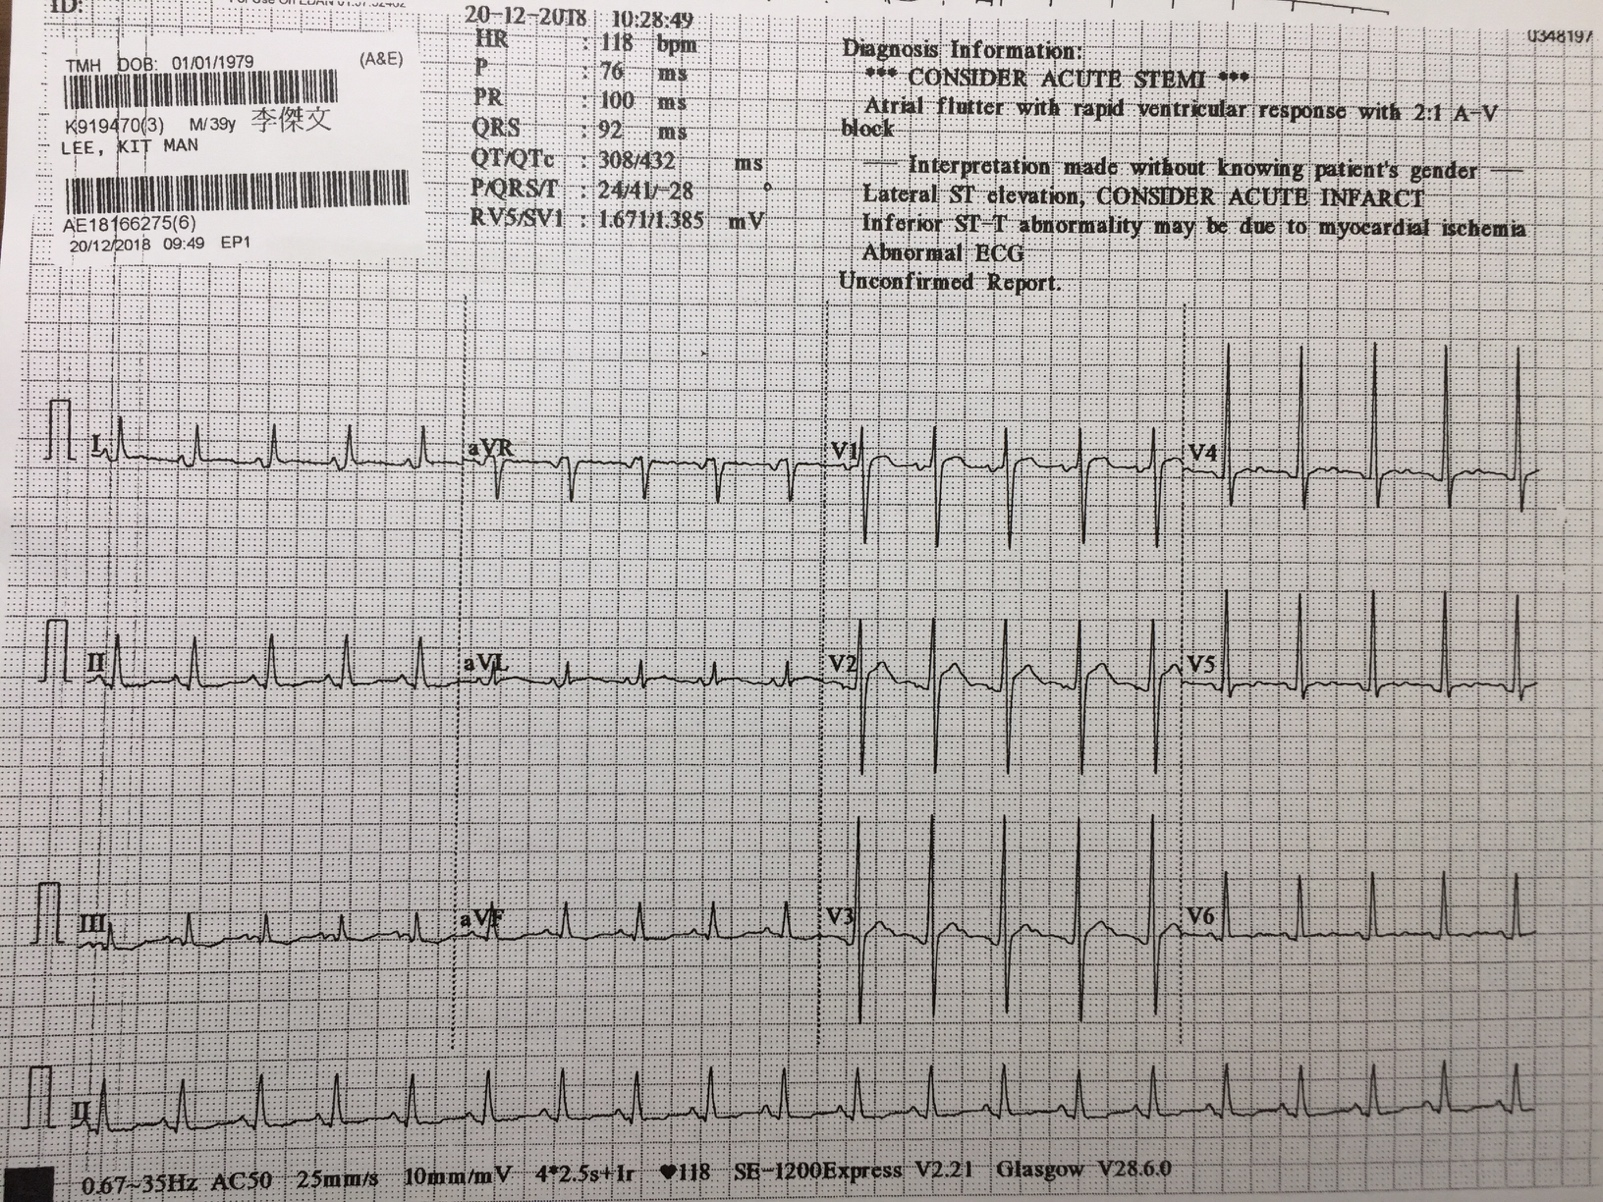 ID:
20-12-2018 10:28:49
0348197
HR : 118 bpm
P : 76 ms
PR : 100 ms
QRS : 92 ms
QT/QTc : 308/432 ms
P/QRS/T : 24/41/-28 °
RV5/SV1 : 1.671/1.385 mV
TMH DOB: 01/01/1979 (A&E)
K919470(3) M/39y 李傑文
LEE, KIT MAN
AE18166275(6)
20/12/2018 09:49 EP1
Diagnosis Information:
*** CONSIDER ACUTE STEMI ***
Atrial flutter with rapid ventricular response with 2:1 A-V
block
--- Interpretation made without knowing patient's gender ---
Lateral ST elevation, CONSIDER ACUTE INFARCT
Inferior ST-T abnormality may be due to myocardial ischemia
Abnormal ECG
Unconfirmed Report.
I aVR V1 V4
II aVL V2 V5
III aVF V3 V6
II
0.67~35Hz AC50 25mm/s 10mm/mV 4*2.5s+1r ♥118 SE-1200Express V2.21 Glasgow V28.6.0